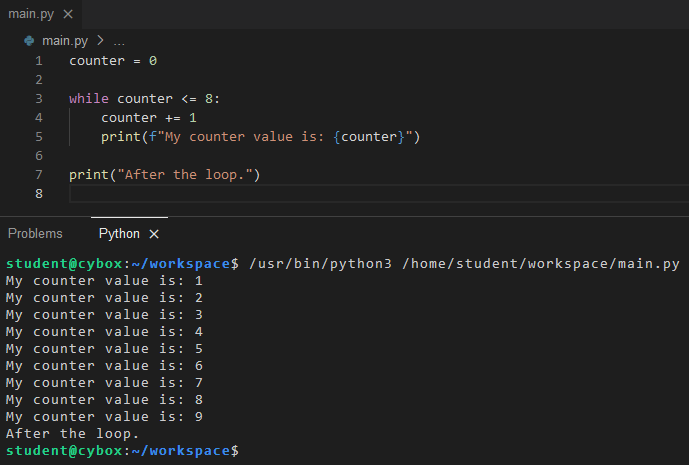 main.py ×
main.py > ...
1 counter = 0
2
3 while counter <= 8:
4     counter += 1
5     print(f"My counter value is: {counter}")
6
7 print("After the loop.")
8
Problems Python ×
student@cybox:~/workspace$ /usr/bin/python3 /home/student/workspace/main.py
My counter value is: 1
My counter value is: 2
My counter value is: 3
My counter value is: 4
My counter value is: 5
My counter value is: 6
My counter value is: 7
My counter value is: 8
My counter value is: 9
After the loop.
student@cybox:~/workspace$